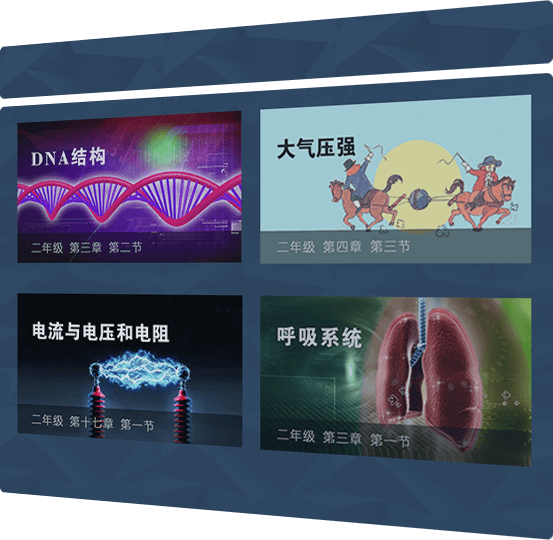 DNA结构
二年级 第三章 第二节
大气压强
二年级 第四章 第三节
电流与电压和电阻
二年级 第十七章 第一节
呼吸系统
二年级 第三章 第一节